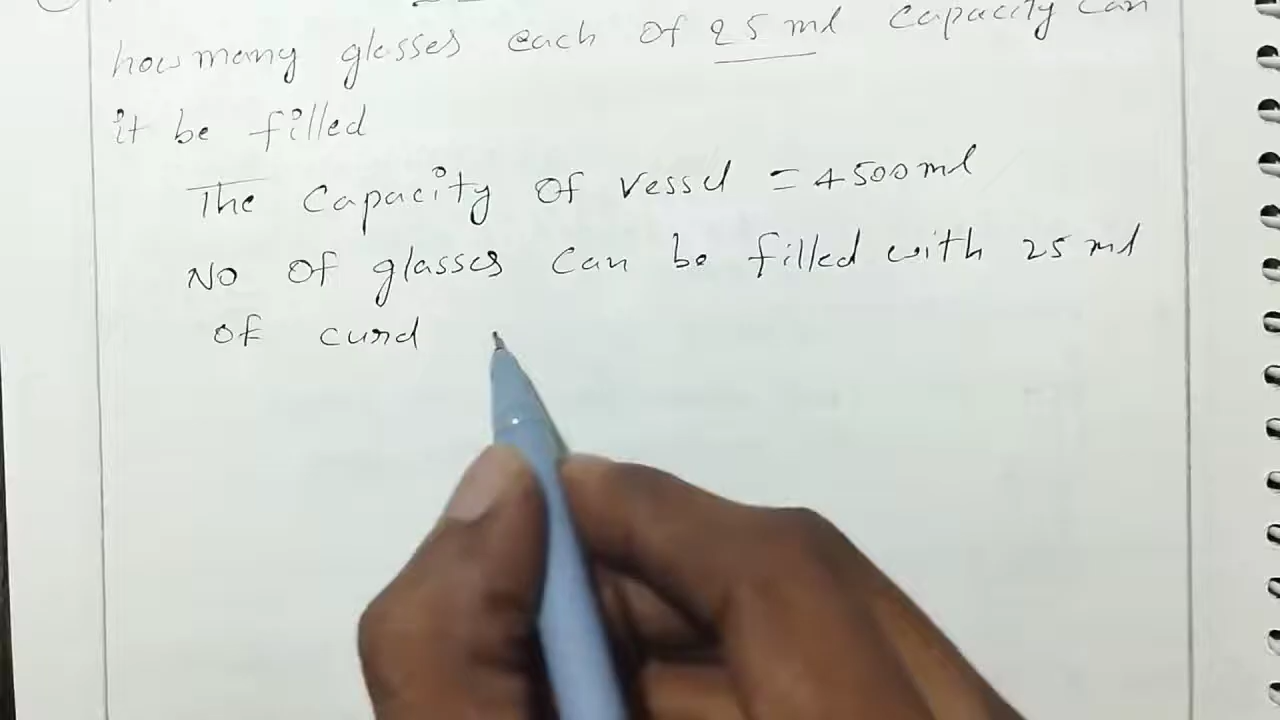 how many glasses each of 25 ml capacity can
it be filled
The capacity of vessel = 4500 ml
No of glasses can be filled with 25 ml
of curd